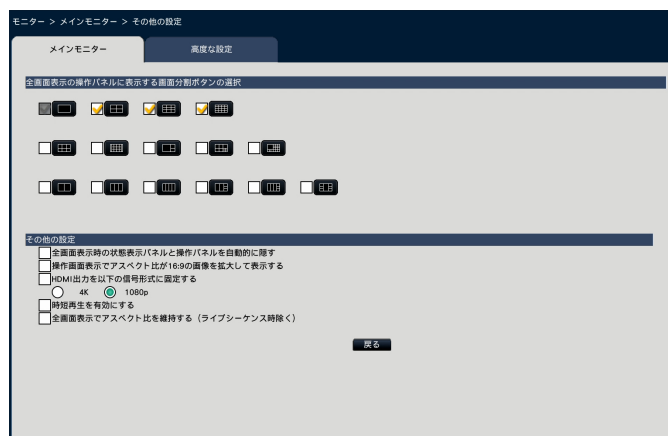 モニター > メインモニター > その他の設定
メインモニター 高度な設定
全画面表示の操作パネルに表示する画面分割ボタンの選択
その他の設定
全画面表示時の状態表示パネルと操作パネルを自動的に隠す
操作画面表示でアスペクト比が16:9の画像を拡大して表示する
HDMI出力を以下の信号形式に固定する
4K 1080p
時短再生を有効にする
全画面表示でアスペクト比を維持する（ライブシーケンス時除く）
戻る